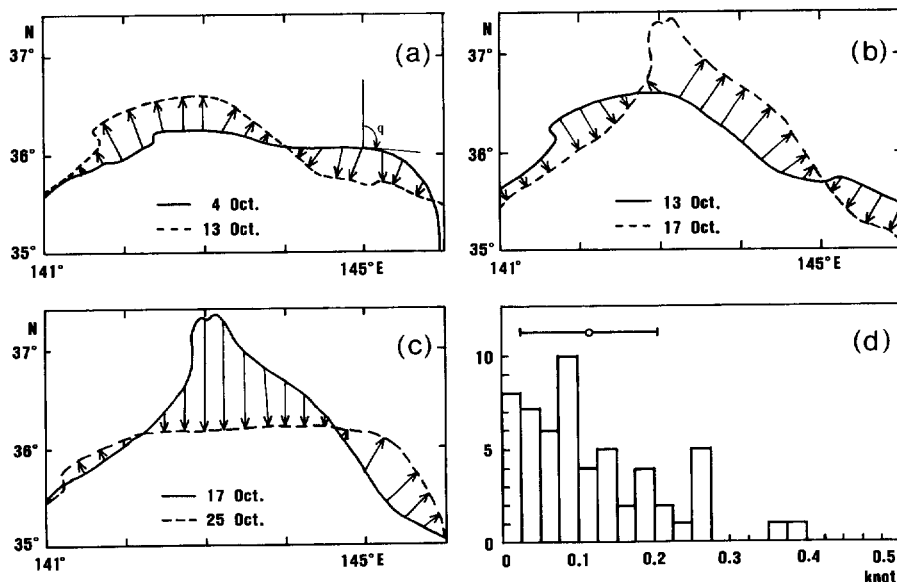 N
37°
36°
35°
141°
145°E
(a)
q
4 Oct.
13 Oct.
N
37°
36°
35°
141°
145°E
(b)
13 Oct.
17 Oct.
N
37°
36°
35°
141°
145°E
(c)
17 Oct.
25 Oct.
(d)
10
5
0
0 0.1 0.2 0.3 0.4 0.5
knot